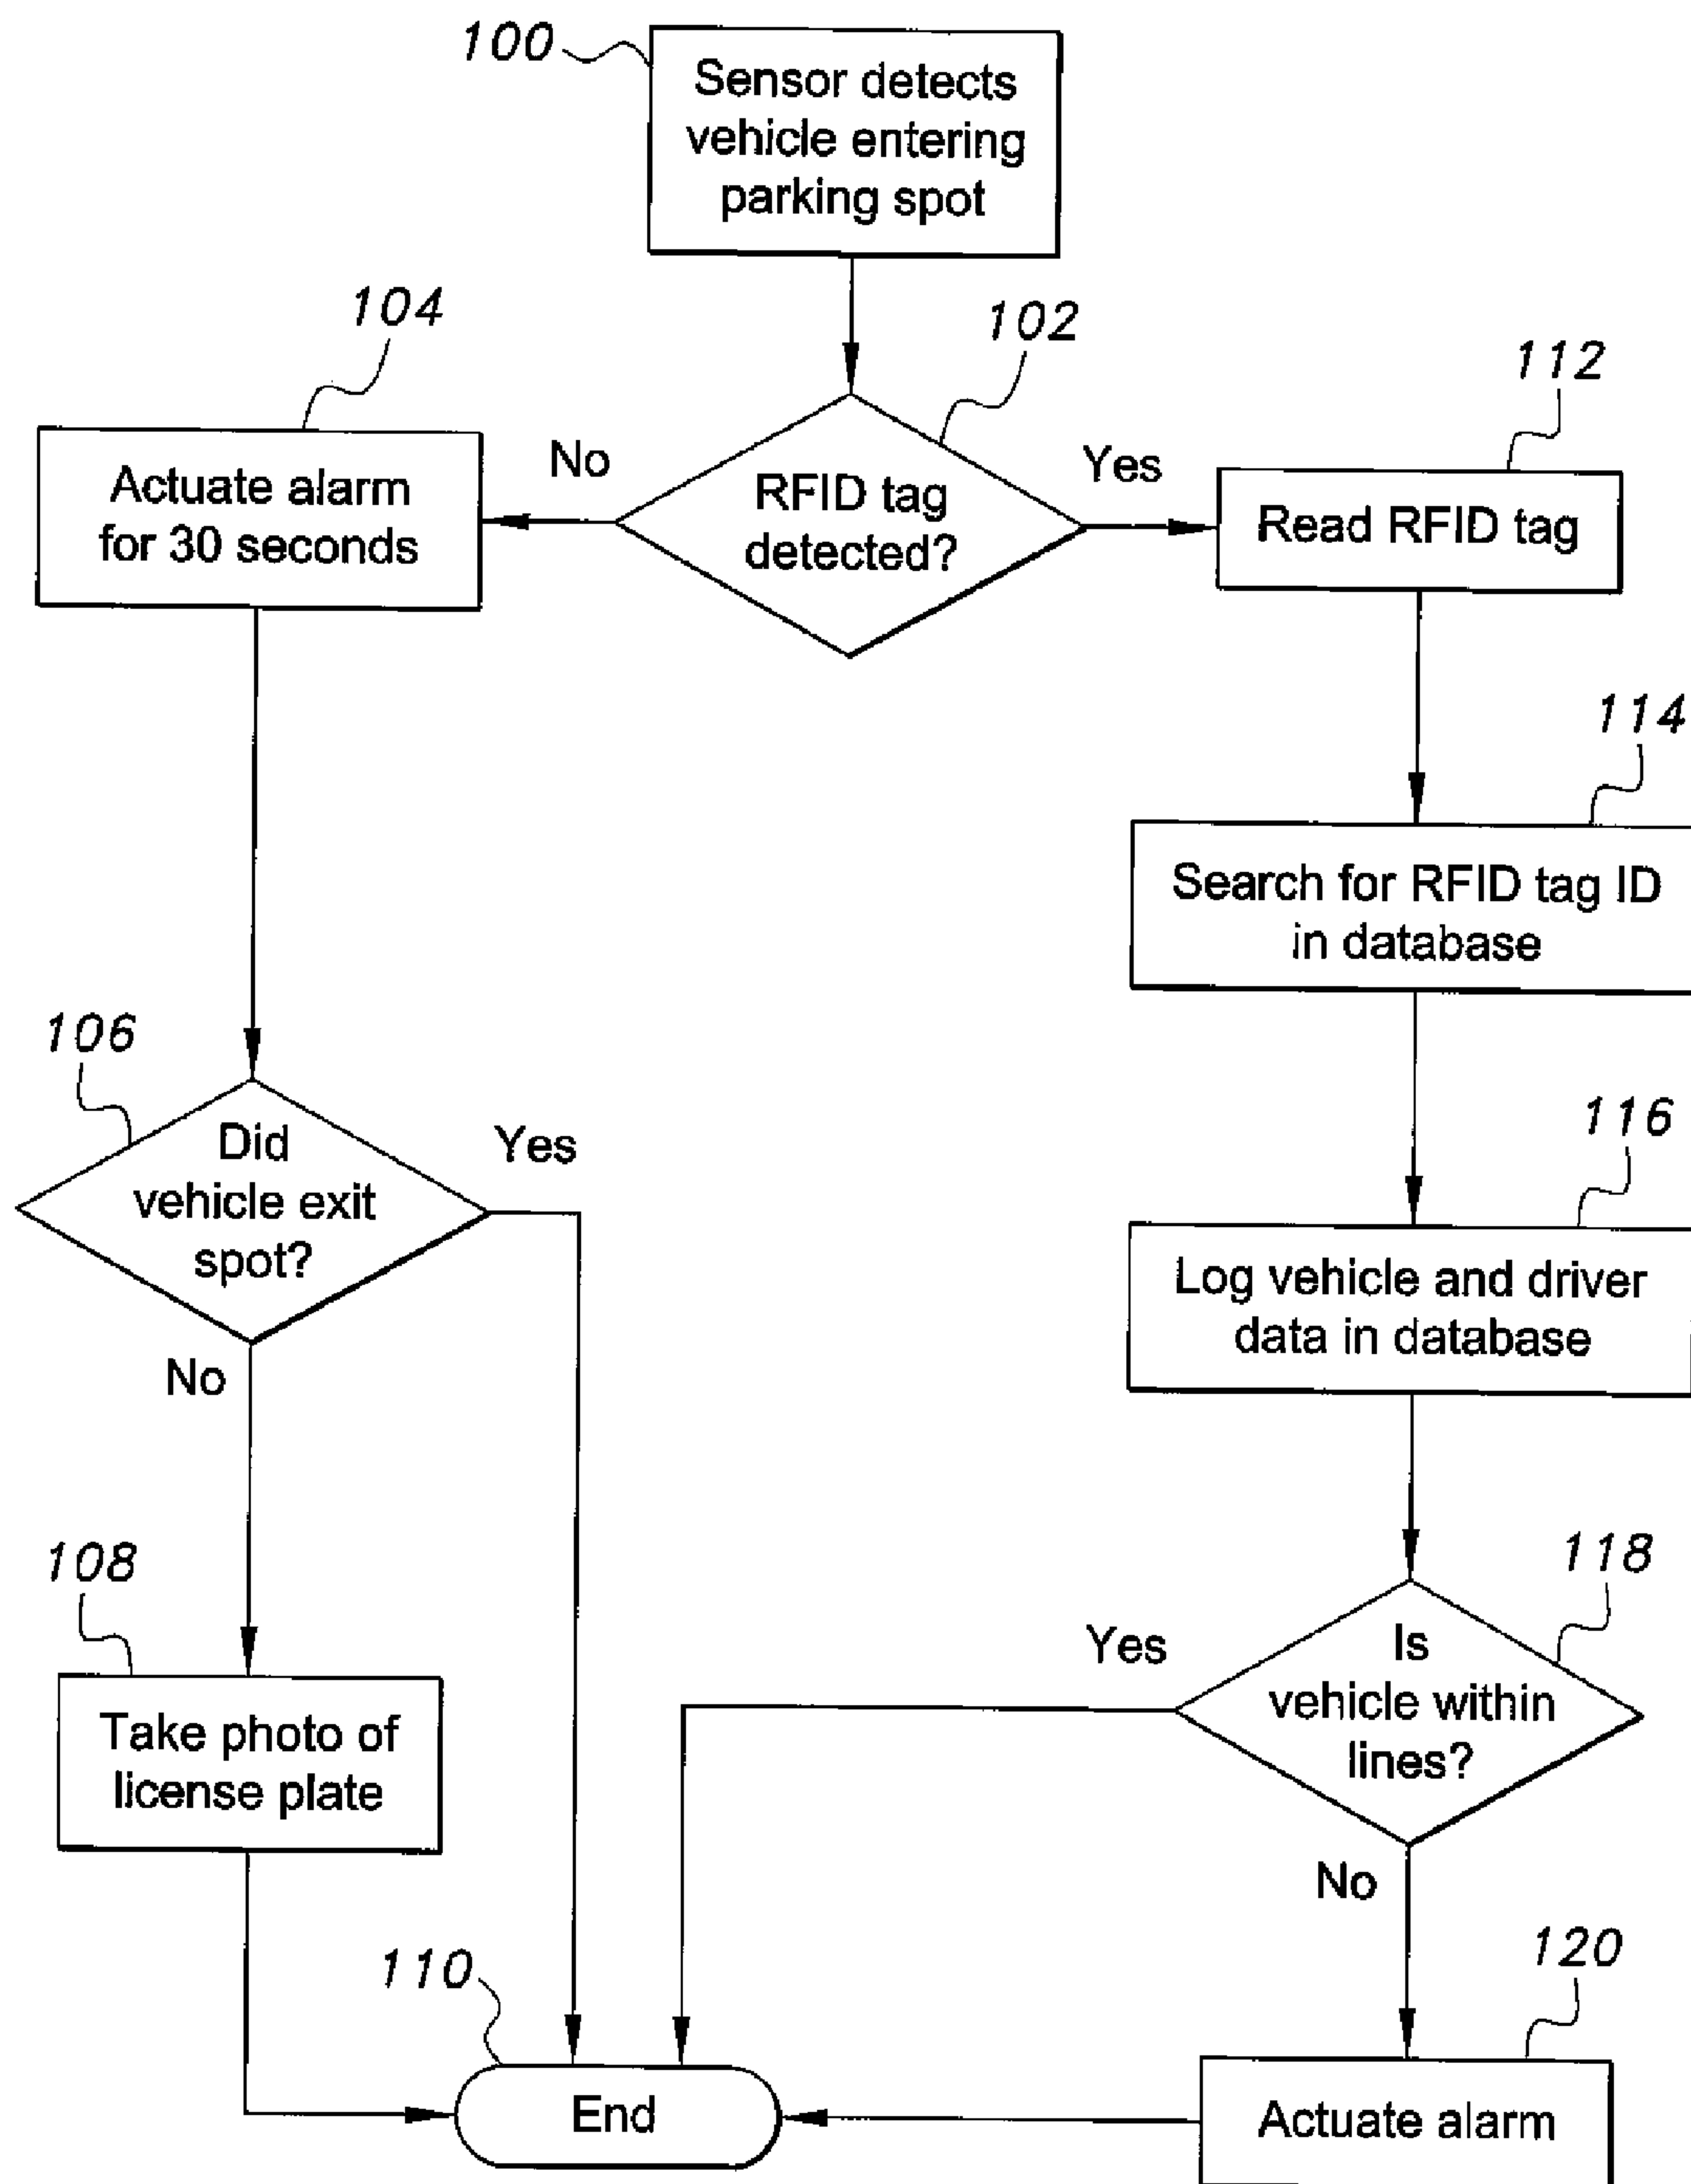 100
Sensor detects
vehicle entering
parking spot
104
102
112
No
Yes
Actuate alarm
for 30 seconds
RFID tag
detected?
Read RFID tag
114
Search for RFID tag ID
in database
106
Did
vehicle exit
spot?
Yes
No
116
Log vehicle and driver
data in database
108
Take photo of
license plate
118
Yes
Is
vehicle within
lines?
No
110
End
120
Actuate alarm